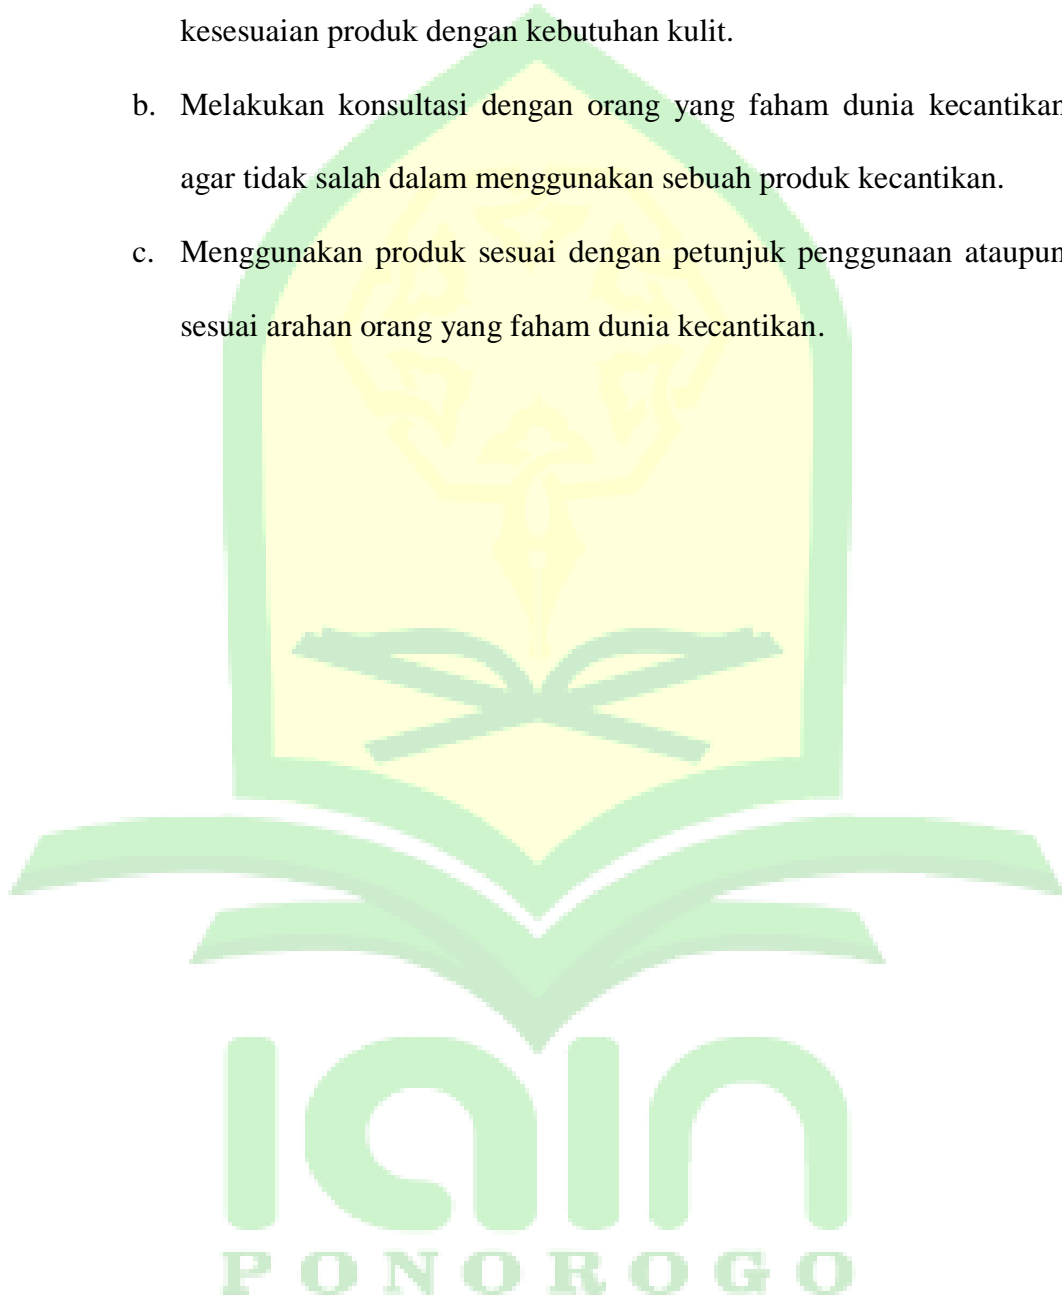 kesesuaian produk dengan kebutuhan kulit.
b. Melakukan konsultasi dengan orang yang faham dunia kecantikan
agar tidak salah dalam menggunakan sebuah produk kecantikan.
c. Menggunakan produk sesuai dengan petunjuk penggunaan ataupun
sesuai arahan orang yang faham dunia kecantikan.
iain
PONOROGO